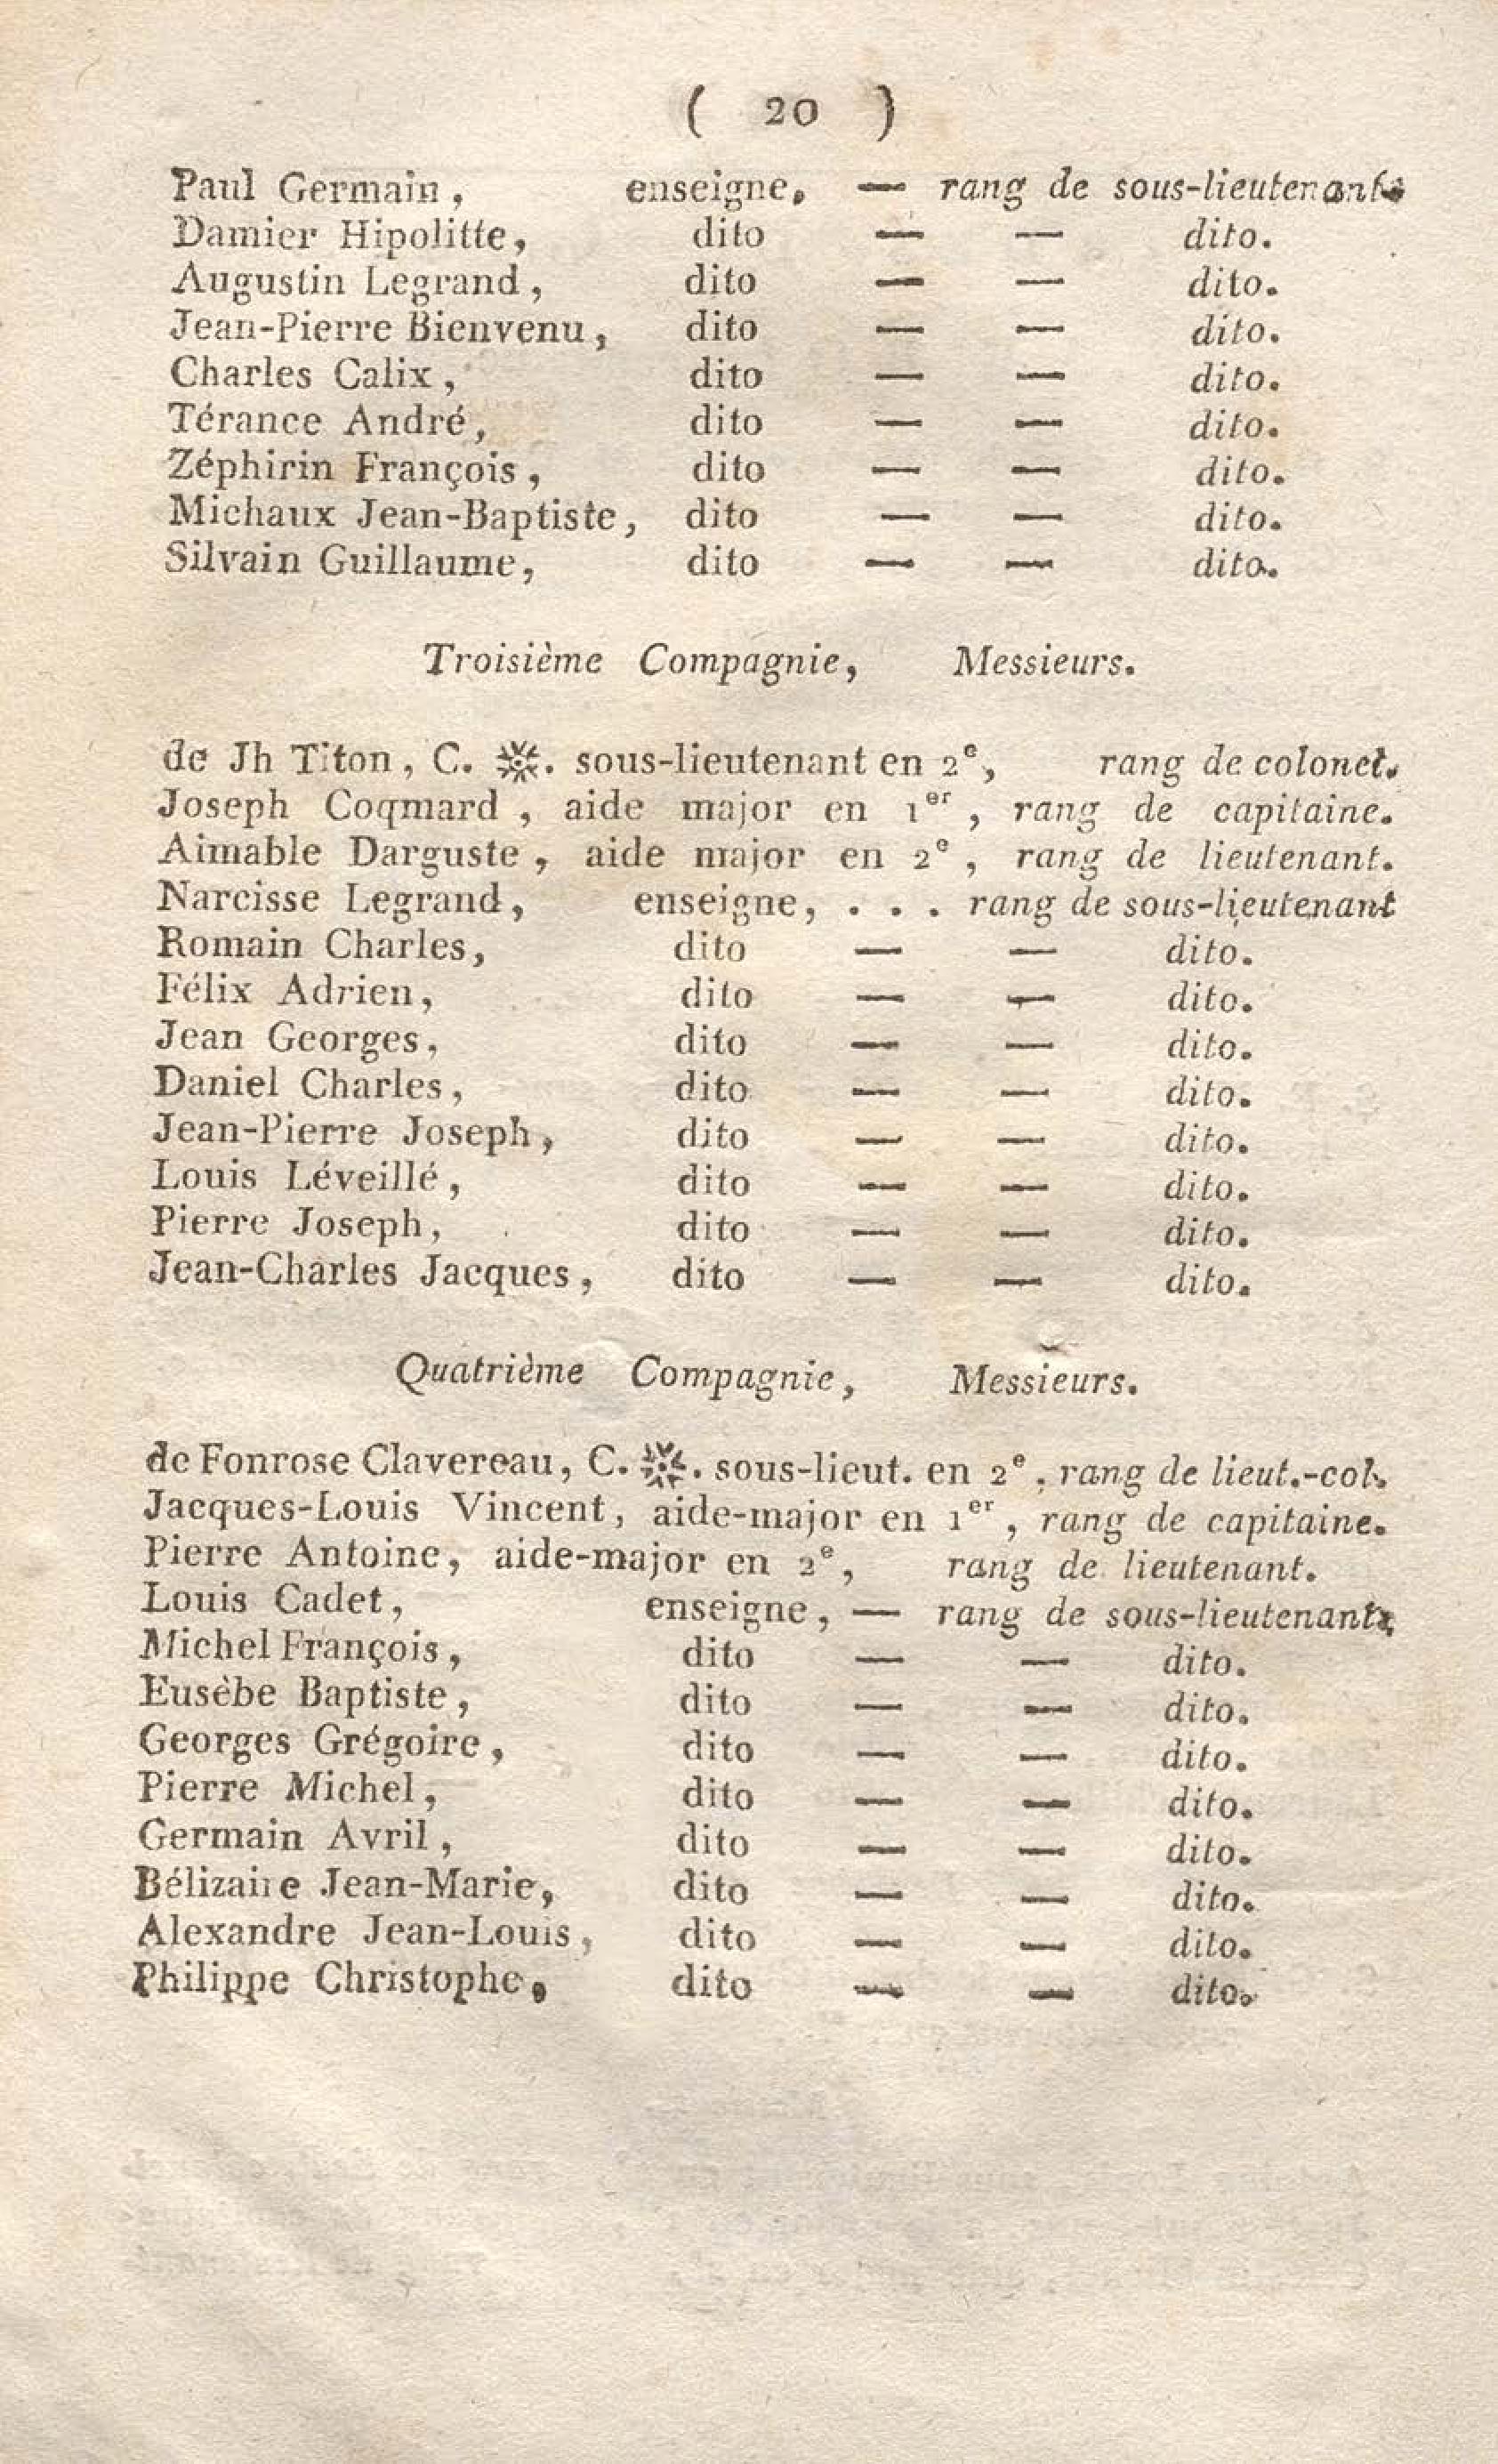 ( 20 )
Paul Germain, enseigne, — rang de sous-lieutenant.
Damier Hipolitte, dito — — dito.
Augustin Legrand, dito — — dito.
Jean-Pierre Bienvenu, dito — — dito.
Charles Calix, dito — — dito.
Térance André, dito — — dito.
Zéphirin François, dito — — dito.
Michaux Jean-Baptiste, dito — — dito.
Silvain Guillaume, dito — — dito.
Troisième Compagnie, Messieurs.
de Jh Titon, C. ※. sous-lieutenant en 2e, rang de colonel.
Joseph Coqmard, aide major en 1er, rang de capitaine.
Aimable Darguste, aide major en 2e, rang de lieutenant.
Narcisse Legrand, enseigne, . . . rang de sous-lieutenant
Romain Charles, dito — — dito.
Félix Adrien, dito — — dito.
Jean Georges, dito — — dito.
Daniel Charles, dito — — dito.
Jean-Pierre Joseph, dito — — dito.
Louis Léveillé, dito — — dito.
Pierre Joseph, dito — — dito.
Jean-Charles Jacques, dito — — dito.
Quatrième Compagnie, Messieurs.
de Fonrose Clavereau, C. ※. sous-lieut. en 2e, rang de lieut.-col.
Jacques-Louis Vincent, aide-major en 1er, rang de capitaine.
Pierre Antoine, aide-major en 2e, rang de lieutenant.
Louis Cadet, enseigne, — rang de sous-lieutenant.
Michel François, dito — — dito.
Eusèbe Baptiste, dito — — dito.
Georges Grégoire, dito — — dito.
Pierre Michel, dito — — dito.
Germain Avril, dito — — dito.
Bélizaire Jean-Marie, dito — — dito.
Alexandre Jean-Louis, dito — — dito.
Philippe Christophe, dito — — dito.